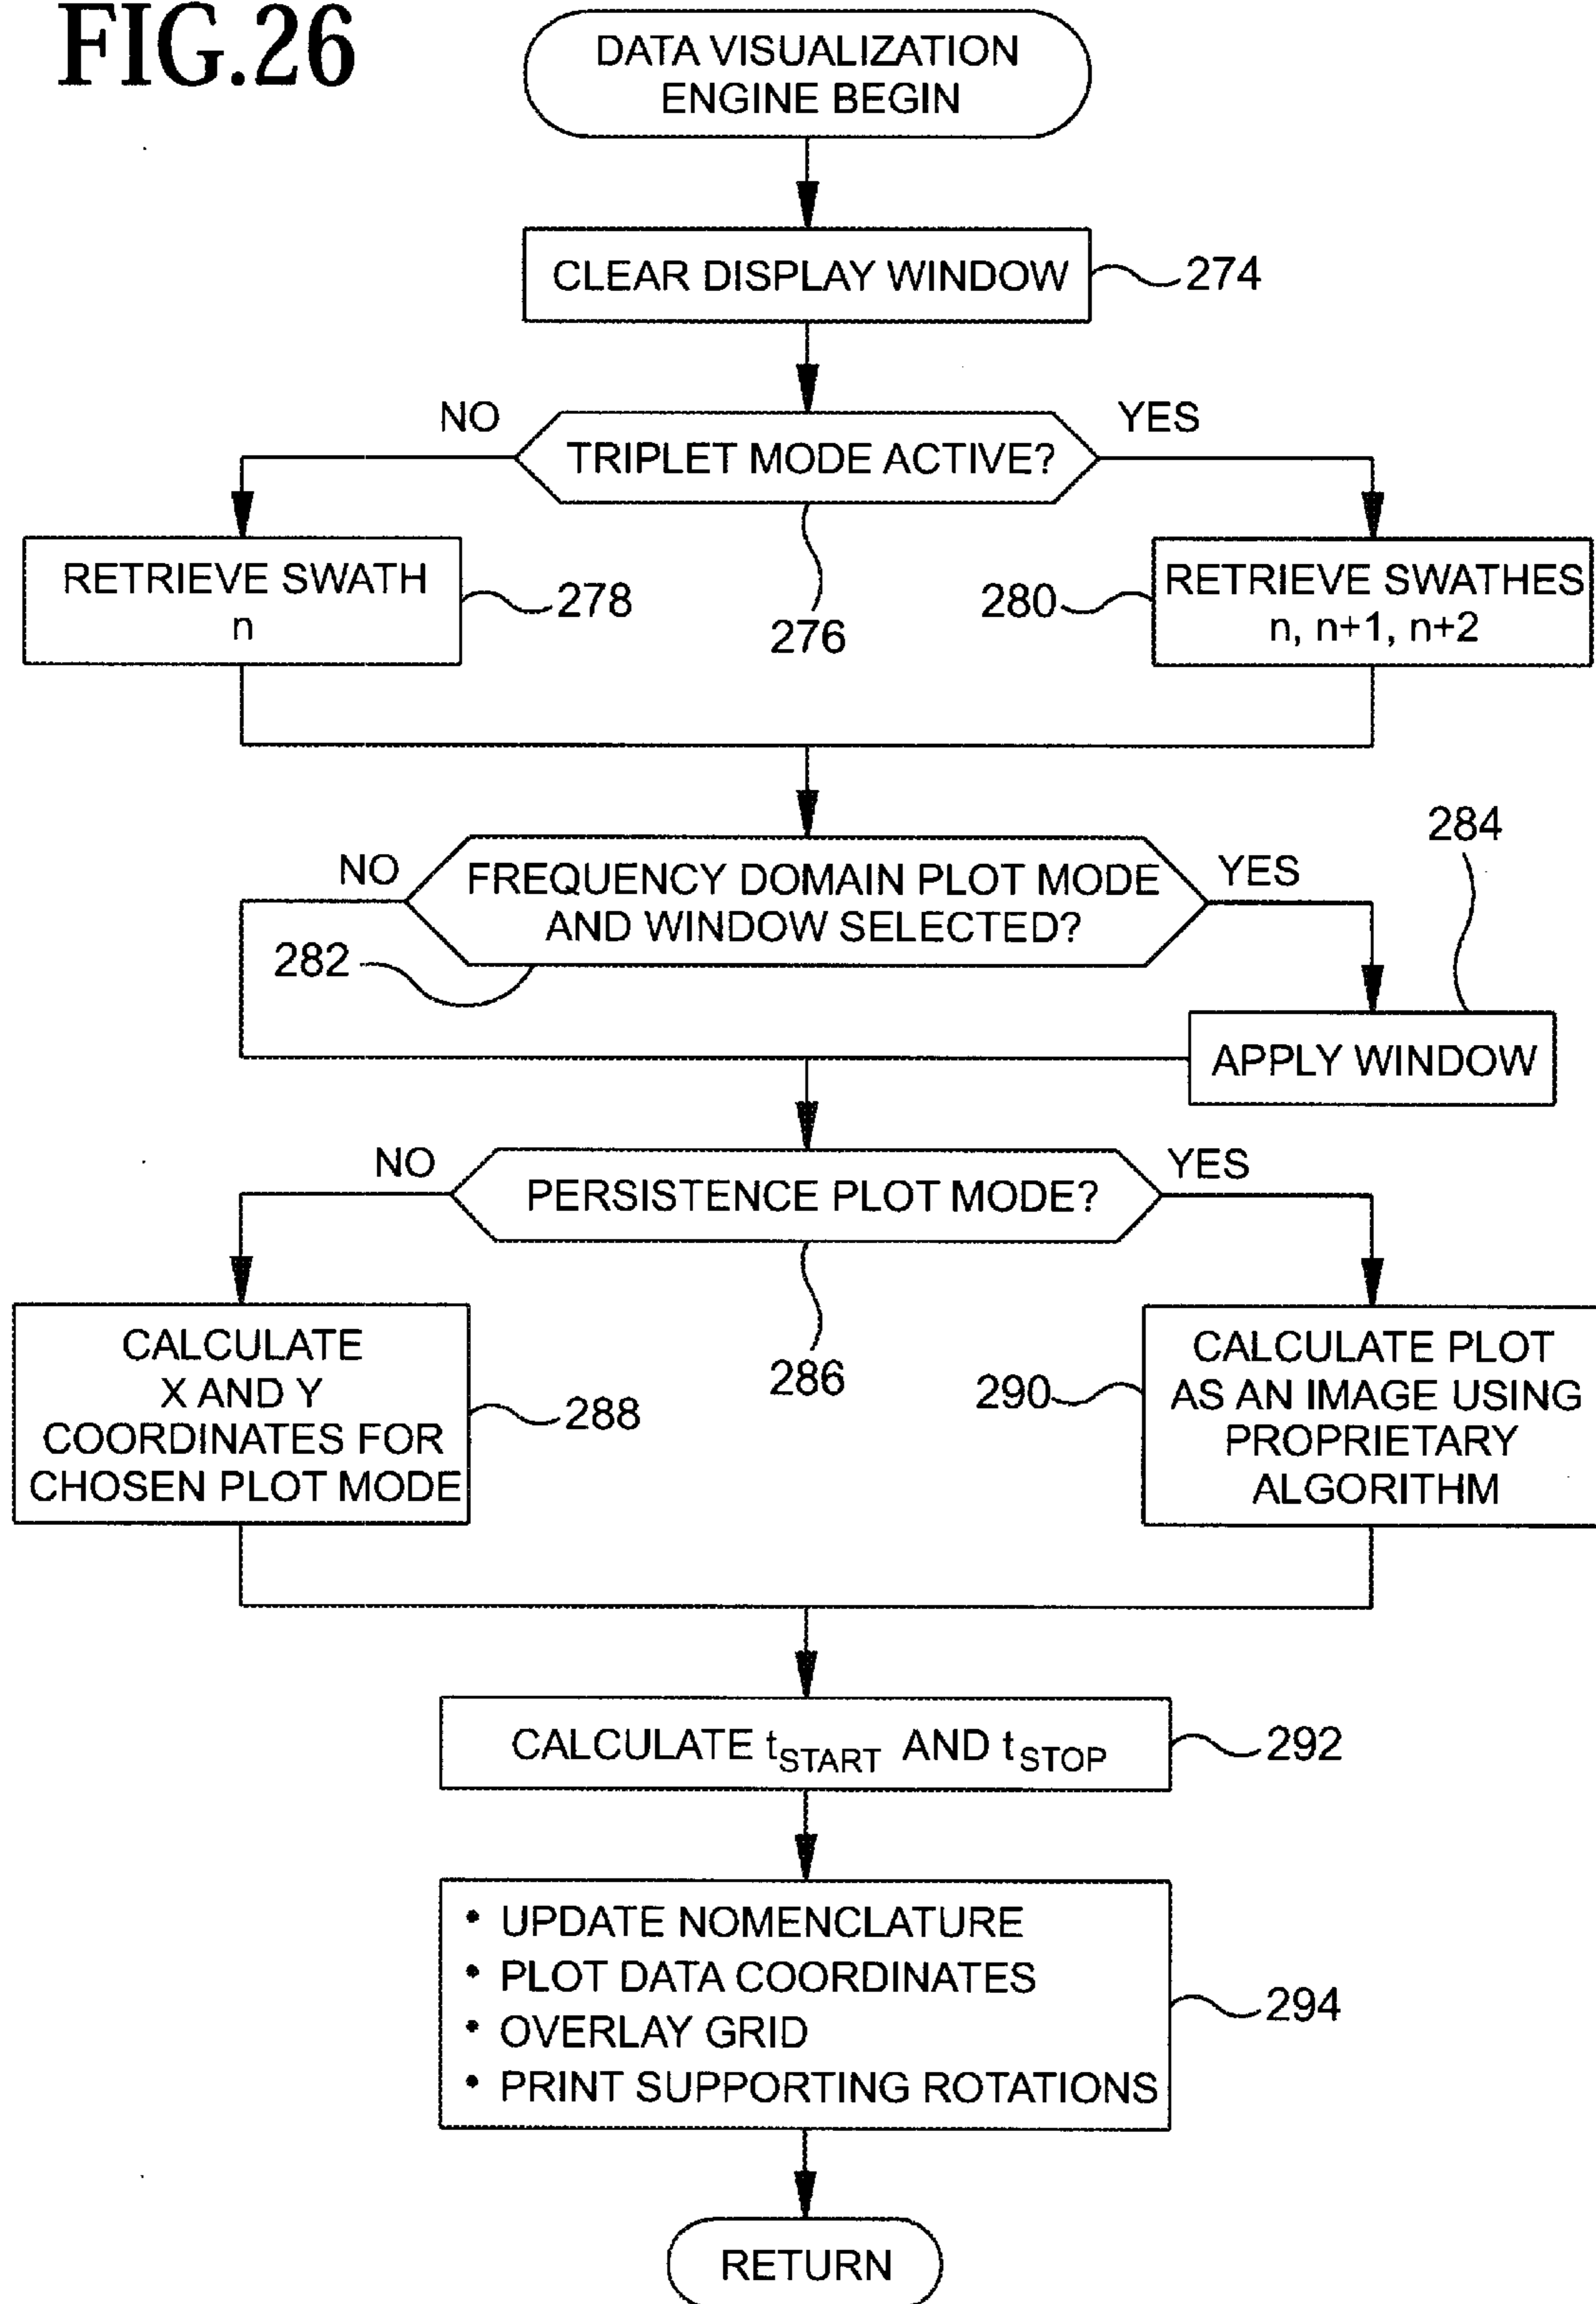 FIG.26
DATA VISUALIZATION
ENGINE BEGIN
CLEAR DISPLAY WINDOW
274
NO
YES
TRIPLET MODE ACTIVE?
276
RETRIEVE SWATH
n
278
280
RETRIEVE SWATHES
n, n+1, n+2
284
NO
YES
FREQUENCY DOMAIN PLOT MODE
AND WINDOW SELECTED?
282
APPLY WINDOW
NO
YES
PERSISTENCE PLOT MODE?
286
CALCULATE
X AND Y
COORDINATES FOR
CHOSEN PLOT MODE
288
290
CALCULATE PLOT
AS AN IMAGE USING
PROPRIETARY
ALGORITHM
CALCULATE tSTART AND tSTOP
292
• UPDATE NOMENCLATURE
• PLOT DATA COORDINATES
• OVERLAY GRID
• PRINT SUPPORTING ROTATIONS
294
RETURN